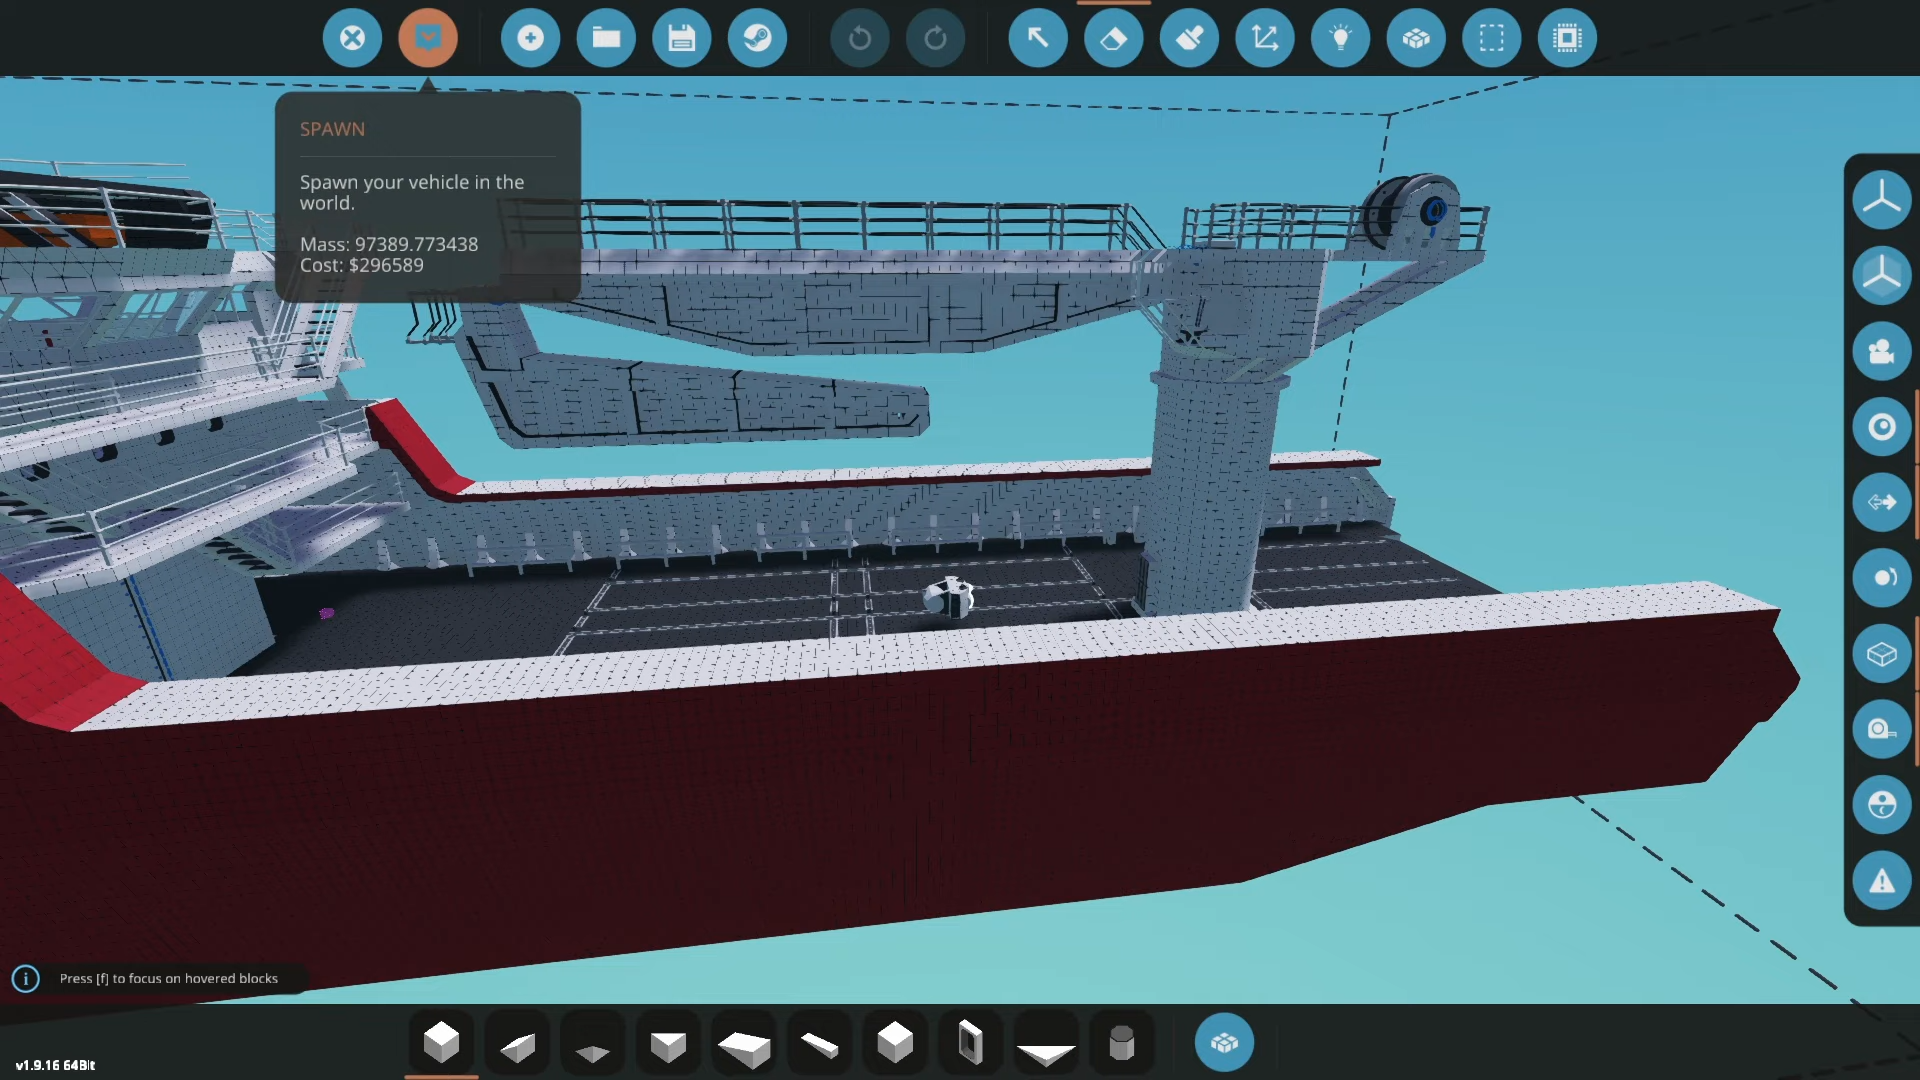 SPAWN
Spawn your vehicle in the
world.
Mass: 97389.773438
Cost: $296589
Press [f] to focus on hovered blocks
v1.9.16 64Bit